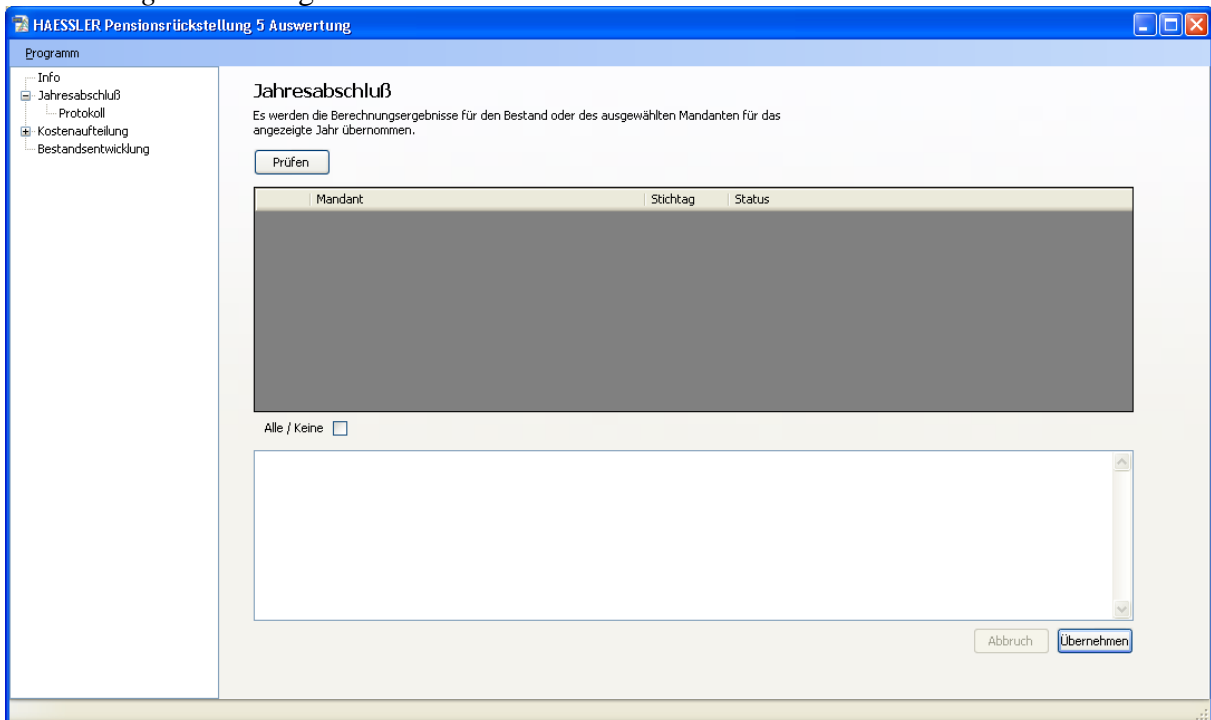 HAESSLER Pensionsrückstellung 5 Auswertung
Programm
Info
Jahresabschluß
Protokoll
Kostenaufteilung
Bestandsentwicklung
Jahresabschluß
Es werden die Berechnungsergebnisse für den Bestand oder des ausgewählten Mandanten für das
angezeigte Jahr übernommen.
Prüfen
Mandant Stichtag Status
Alle / Keine
Abbruch Übernehmen